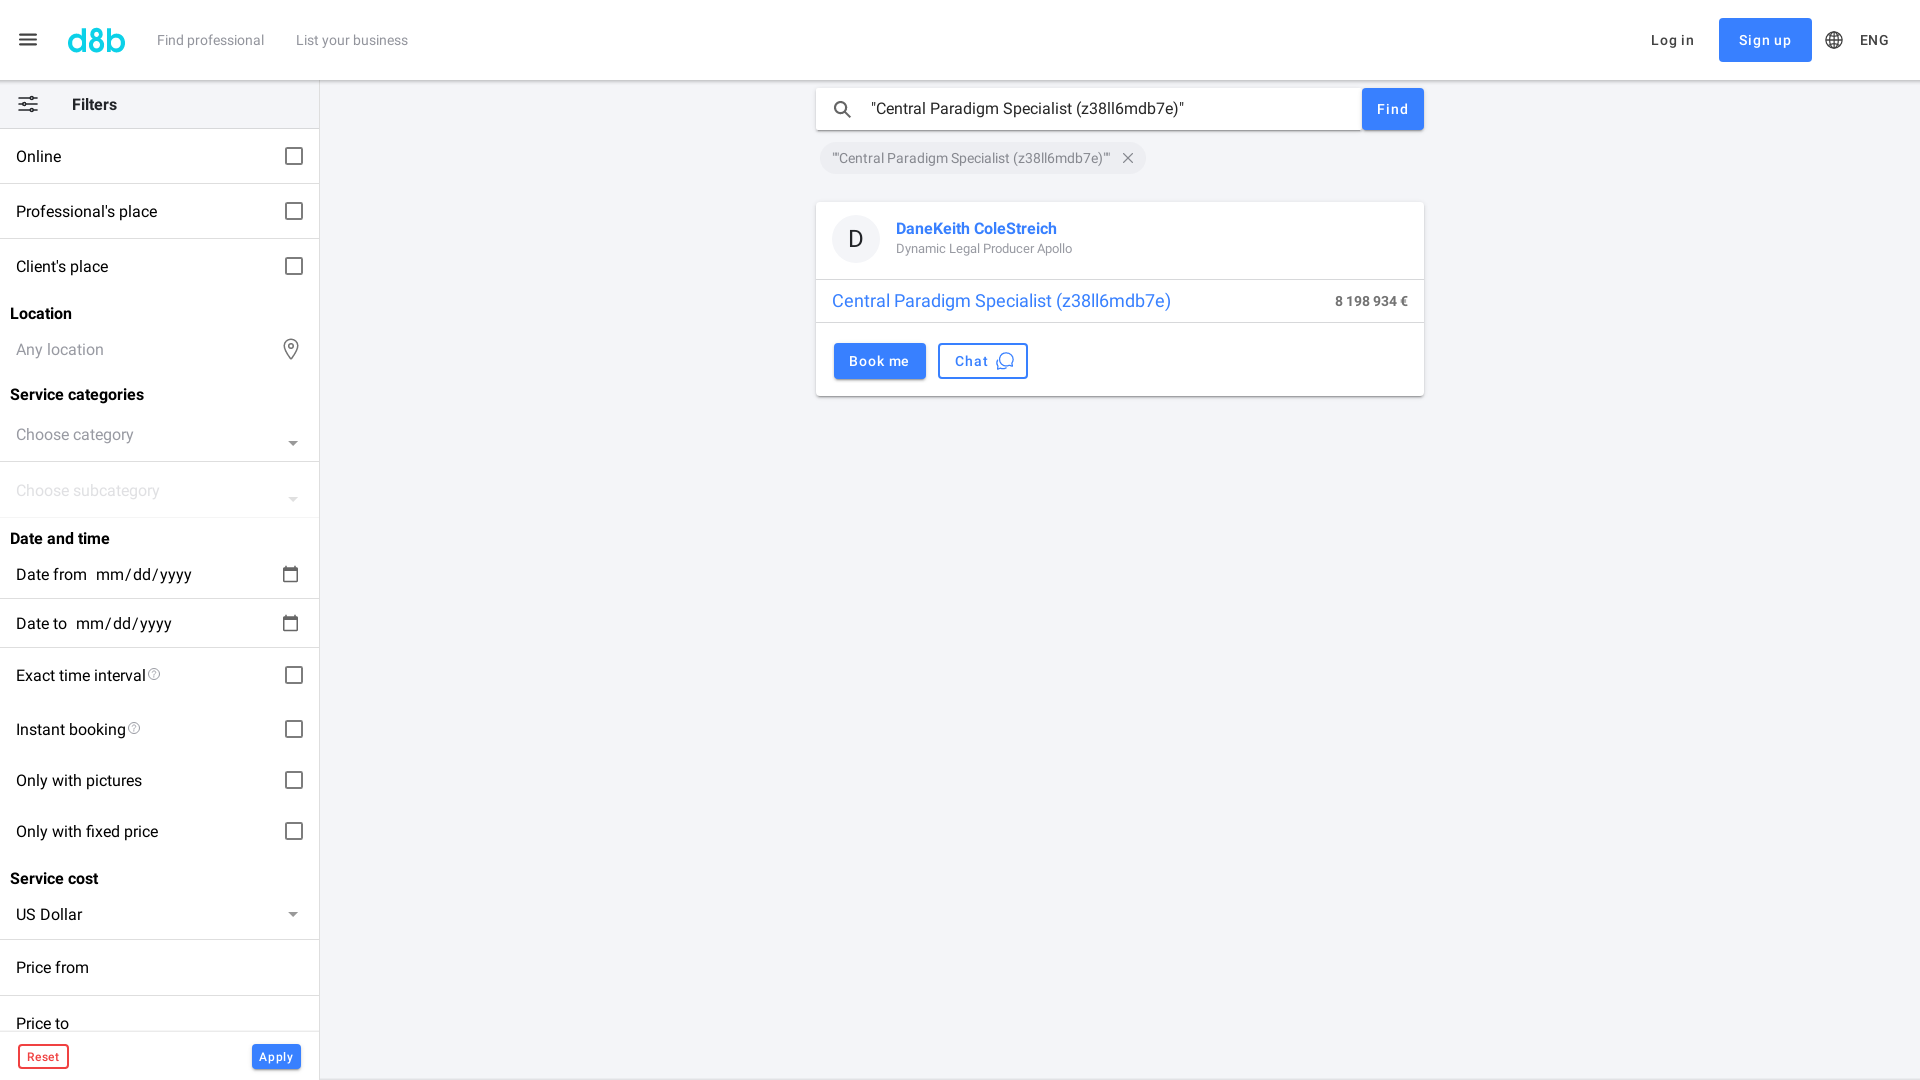 d8b
Find professional
List your business
Log in
Sign up
ENG
Filters
Online
Professional's place
Client's place
Location
Any location
Service categories
Choose category
Choose subcategory
Date and time
Date from mm/dd/yyyy
Date to mm/dd/yyyy
Exact time interval
Instant booking
Only with pictures
Only with fixed price
Service cost
US Dollar
Price from
Price to
Reset
Apply
"Central Paradigm Specialist (z38ll6mdb7e)"
Find
""Central Paradigm Specialist (z38ll6mdb7e)""
D
DaneKeith ColeStreich
Dynamic Legal Producer Apollo
Central Paradigm Specialist (z38ll6mdb7e)
8 198 934 €
Book me
Chat